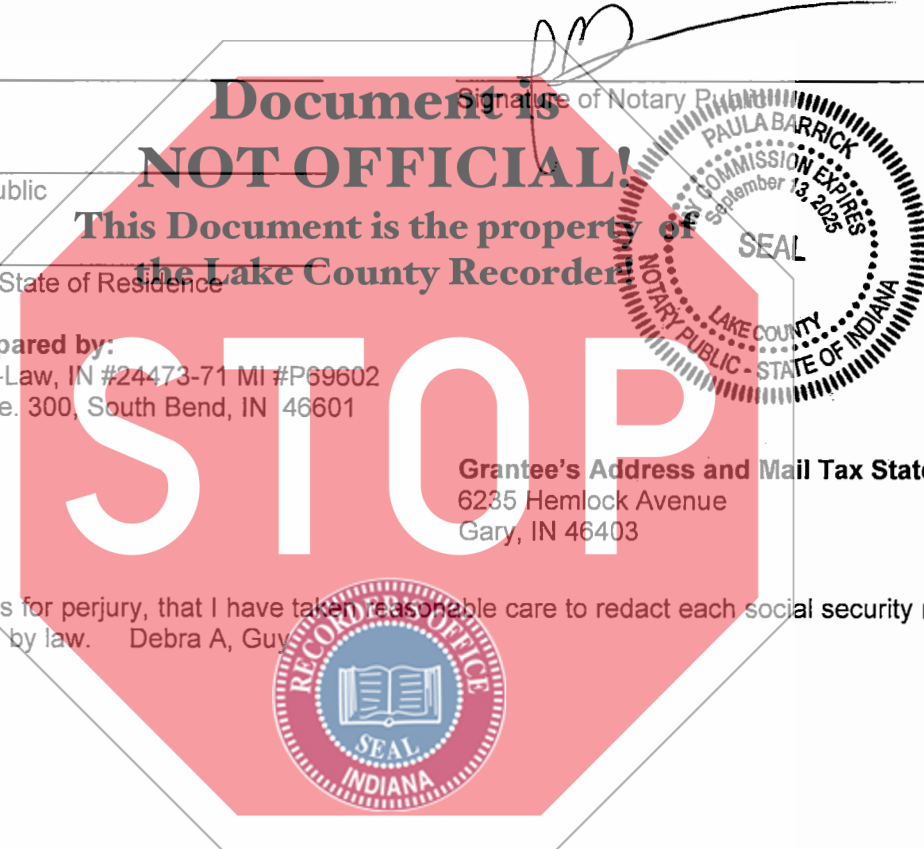 Document is
NOT OFFICIAL!
This Document is the property of
the Lake County Recorder!
STOP
Signature of Notary Public
ublic
State of Residence
PAULA BARRICK
MY COMMISSION EXPIRES
September 13, 2025
SEAL
LAKE COUNTY
NOTARY PUBLIC - STATE OF INDIANA
pared by:
-Law, IN #24473-71 MI #P69602
e. 300, South Bend, IN 46601
Grantee's Address and Mail Tax State
6235 Hemlock Avenue
Gary, IN 46403
s for perjury, that I have taken reasonable care to redact each social security
by law. Debra A, Guy
RECORDER'S OFFICE
SEAL
INDIANA